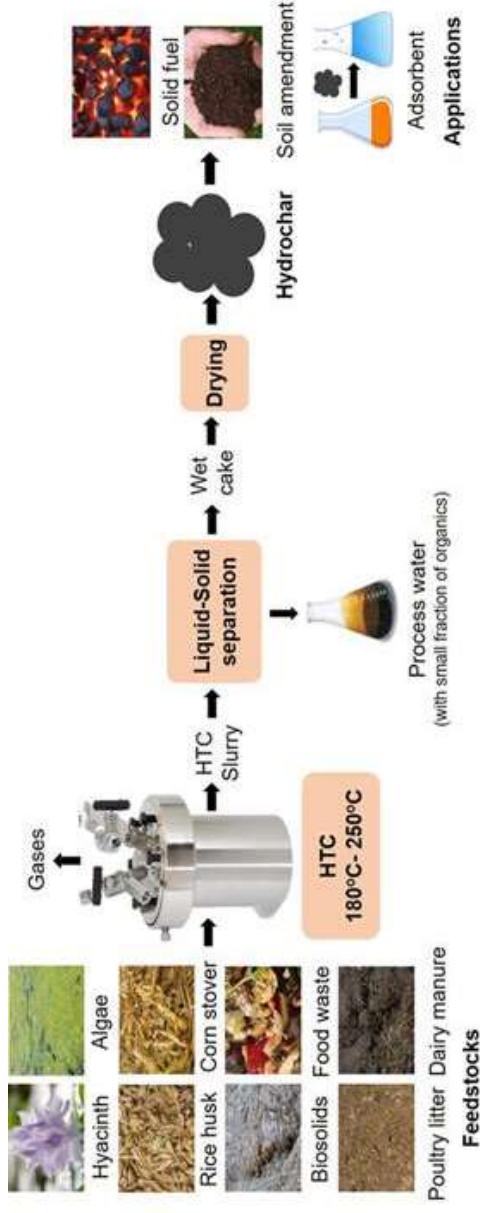 Hyacinth
Algae
Rice husk
Corn stover
Biosolids
Food waste
Poultry litter
Dairy manure
Feedstocks
Gases
HTC
180ºC- 250ºC
HTC
Slurry
Liquid-Solid
separation
Process water
(with small fraction of organics)
Wet
cake
Drying
Hydrochar
Solid fuel
Soil amendment
Adsorbent
Applications